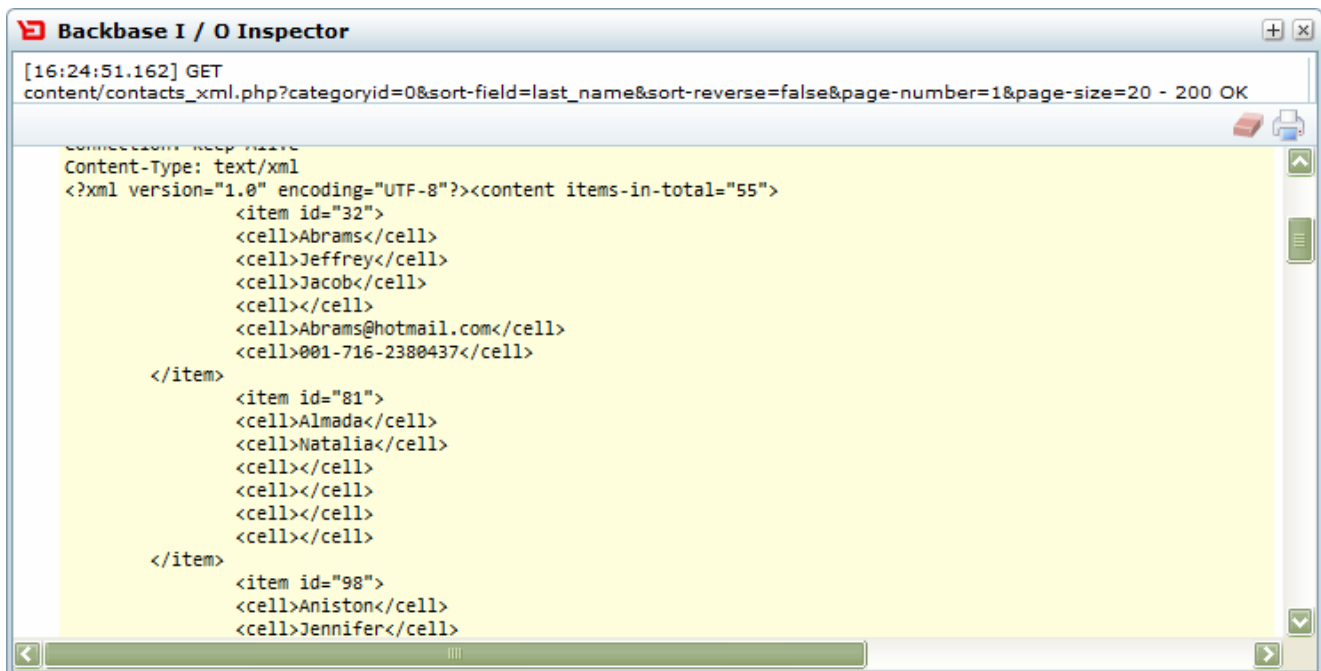 Backbase I / O Inspector
[16:24:51.162] GET
content/contacts_xml.php?categoryid=0&sort-field=last_name&sort-reverse=false&page-number=1&page-size=20 - 200 OK
Connection: Keep-Alive
Content-Type: text/xml
<?xml version="1.0" encoding="UTF-8"?><content items-in-total="55">
<item id="32">
<cell>Abrams</cell>
<cell>Jeffrey</cell>
<cell>Jacob</cell>
<cell></cell>
<cell>Abrams@hotmail.com</cell>
<cell>001-716-2380437</cell>
</item>
<item id="81">
<cell>Almada</cell>
<cell>Natalia</cell>
<cell></cell>
<cell></cell>
<cell></cell>
<cell></cell>
</item>
<item id="98">
<cell>Aniston</cell>
<cell>Jennifer</cell>